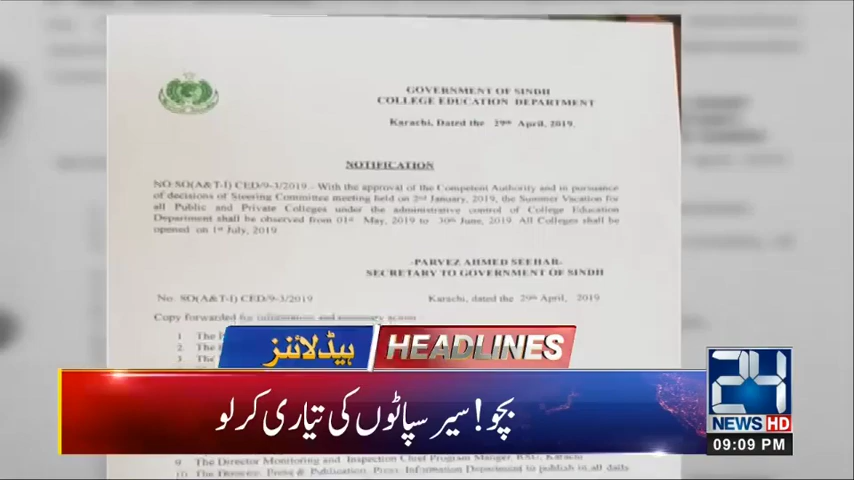 GOVERNMENT OF SINDH
COLLEGE EDUCATION DEPARTMENT
Karachi, Dated the 29th April, 2019.
NOTIFICATION
NO.SO(A&T-I) CED/9-3/2019.- With the approval of the Competent Authority and in pursuance
of decisions of Steering Committee meeting held on 2nd January, 2019, the Summer Vacation for
all Public and Private Colleges under the administrative control of College Education
Department shall be observed from 01st May, 2019 to 30th June, 2019. All Colleges shall be
opened on 1st July, 2019
-PARVEZ AHMED SEEHAR-
SECRETARY TO GOVERNMENT OF SINDH
No. SO(A&T-I) CED/9-3/2019 Karachi, dated the 29th April, 2019
Copy forwarded for information and necessary action
1 The
2. The
3 The
ہیڈلائنز HEADLINES
بچو! سیر سپاٹوں کی تیاری کرلو
24
NEWS HD
09:09 PM
9 The Director Monitoring and Inspection Chief Program Manger, RSU, Karachi
The Director, Press & Publication, Press Information Department to publish in all dails